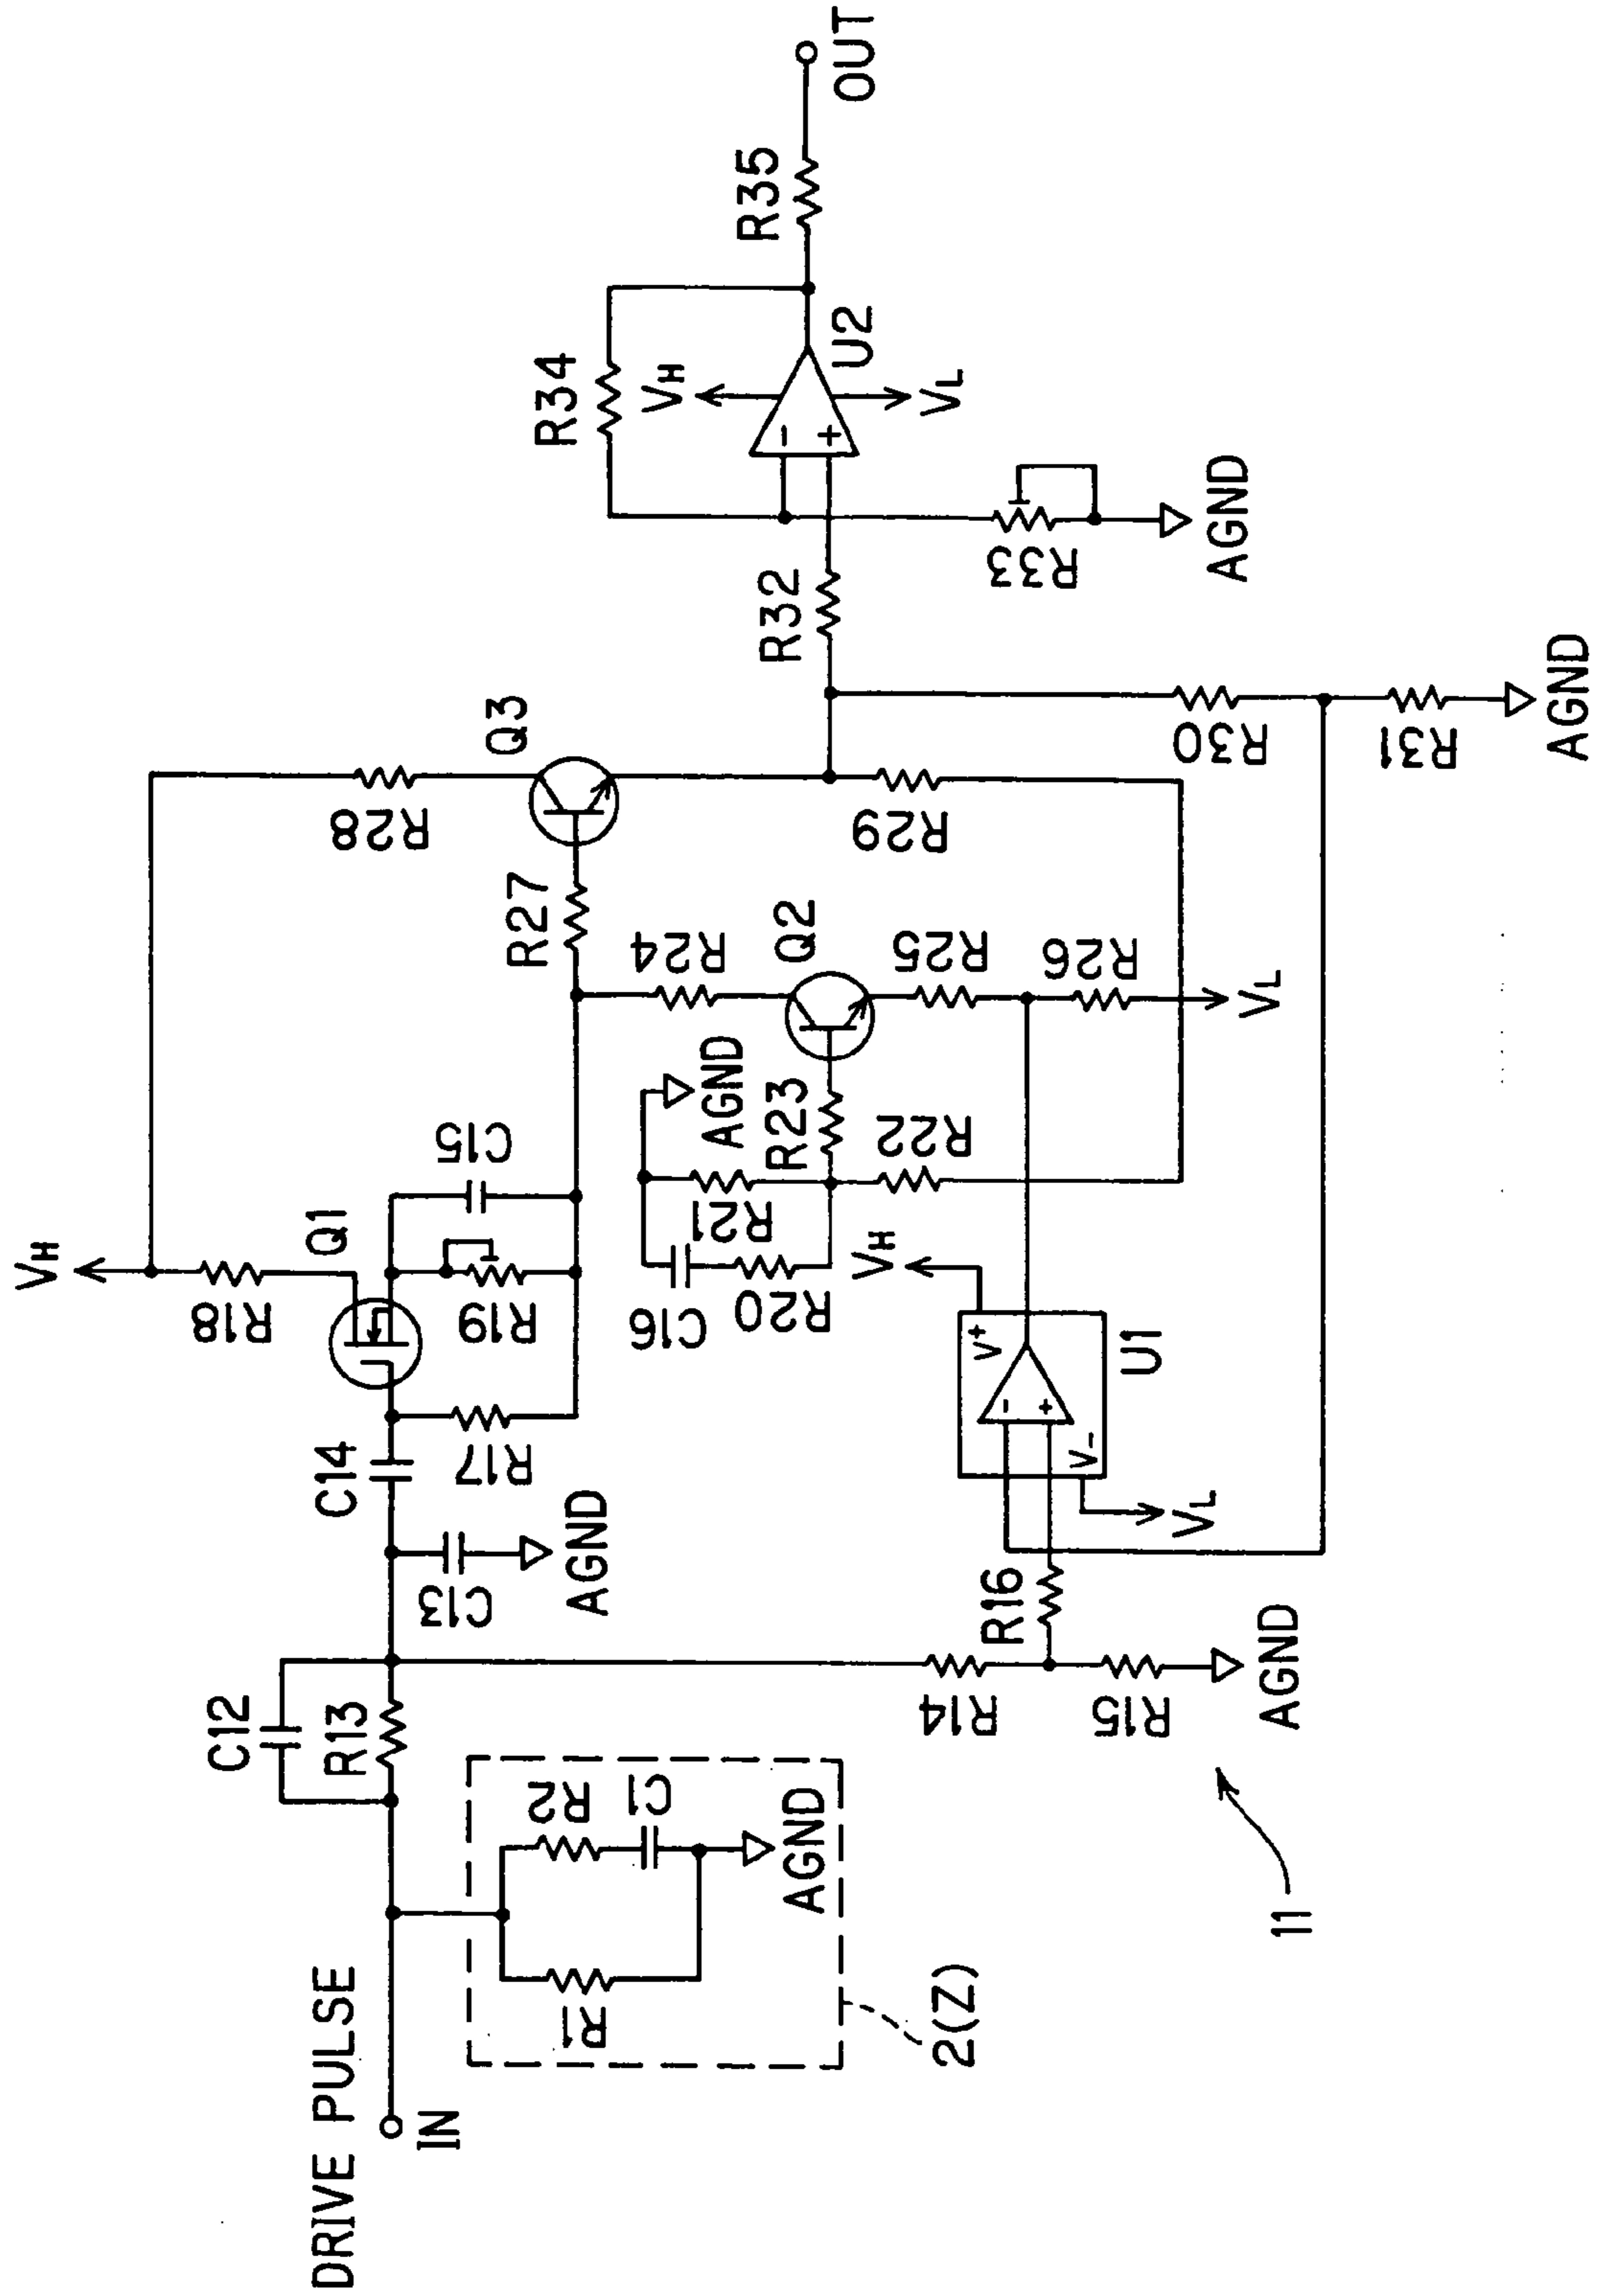 DRIVE PULSE
IN
2(Z)
R1
R2
C1
AGND
C12
R13
C13
AGND
C14
R14
R15
AGND
R16
11
R17
R18
VH
Q1
R19
C15
C16
R20
R21
AGND
R22
R23
Q2
R24
R25
R26
VL
U1
V+
V-
-
+
VH
VL
R27
R28
Q3
R29
R30
R31
AGND
R32
R33
AGND
R34
VH
VL
-
+
U2
R35
OUT